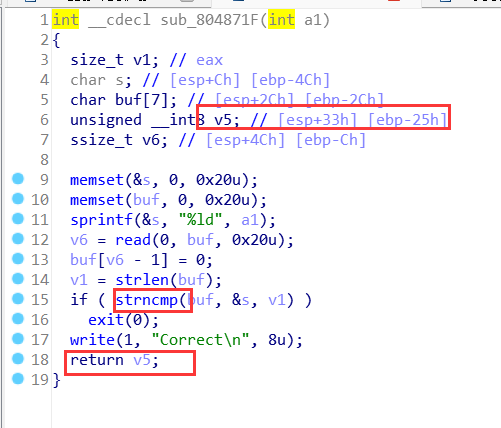 1 int __cdecl sub_804871F(int a1)
2 {
3 size_t v1; // eax
4 char s; // [esp+Ch] [ebp-4Ch]
5 char buf[7]; // [esp+2Ch] [ebp-2Ch]
6 unsigned __int8 v5; // [esp+33h] [ebp-25h]
7 ssize_t v6; // [esp+4Ch] [ebp-Ch]
8
9 memset(&s, 0, 0x20u);
10 memset(buf, 0, 0x20u);
11 sprintf(&s, "%ld", a1);
12 v6 = read(0, buf, 0x20u);
13 buf[v6 - 1] = 0;
14 v1 = strlen(buf);
15 if ( strncmp(buf, &s, v1) )
16 exit(0);
17 write(1, "Correct\n", 8u);
18 return v5;
19 }